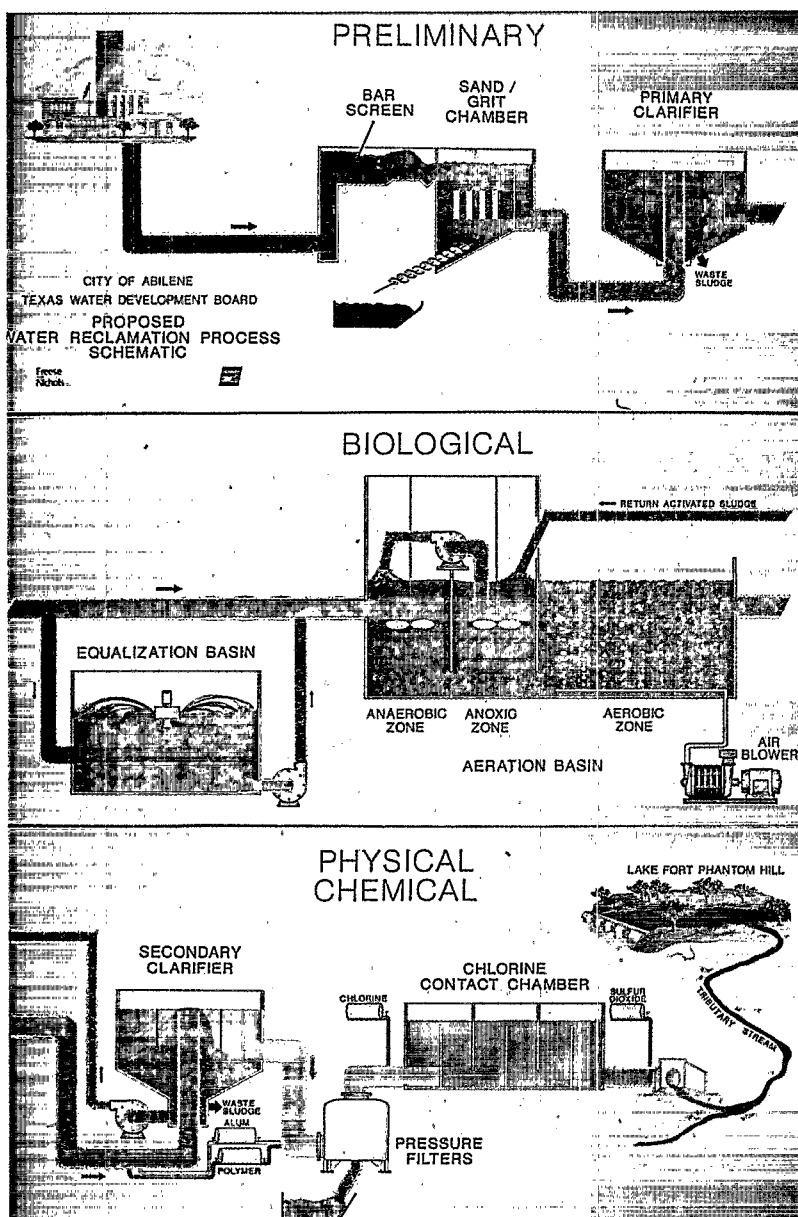 PRELIMINARY
BAR
SCREEN
SAND /
GRIT
CHAMBER
PRIMARY
CLARIFIER
WASTE
SLUDGE
CITY OF ABILENE
TEXAS WATER DEVELOPMENT BOARD
PROPOSED
WATER RECLAMATION PROCESS
SCHEMATIC
Freese
Nichols
BIOLOGICAL
RETURN ACTIVATED SLUDGE
EQUALIZATION BASIN
ANAEROBIC
ZONE
ANOXIC
ZONE
AEROBIC
ZONE
AERATION BASIN
AIR
BLOWER
PHYSICAL
CHEMICAL
LAKE FORT PHANTOM HILL
SECONDARY
CLARIFIER
CHLORINE
CHLORINE
CONTACT CHAMBER
SULFUR
DIOXIDE
TRIBUTARY STREAM
WASTE
SLUDGE
ALUM
POLYMER
PRESSURE
FILTERS